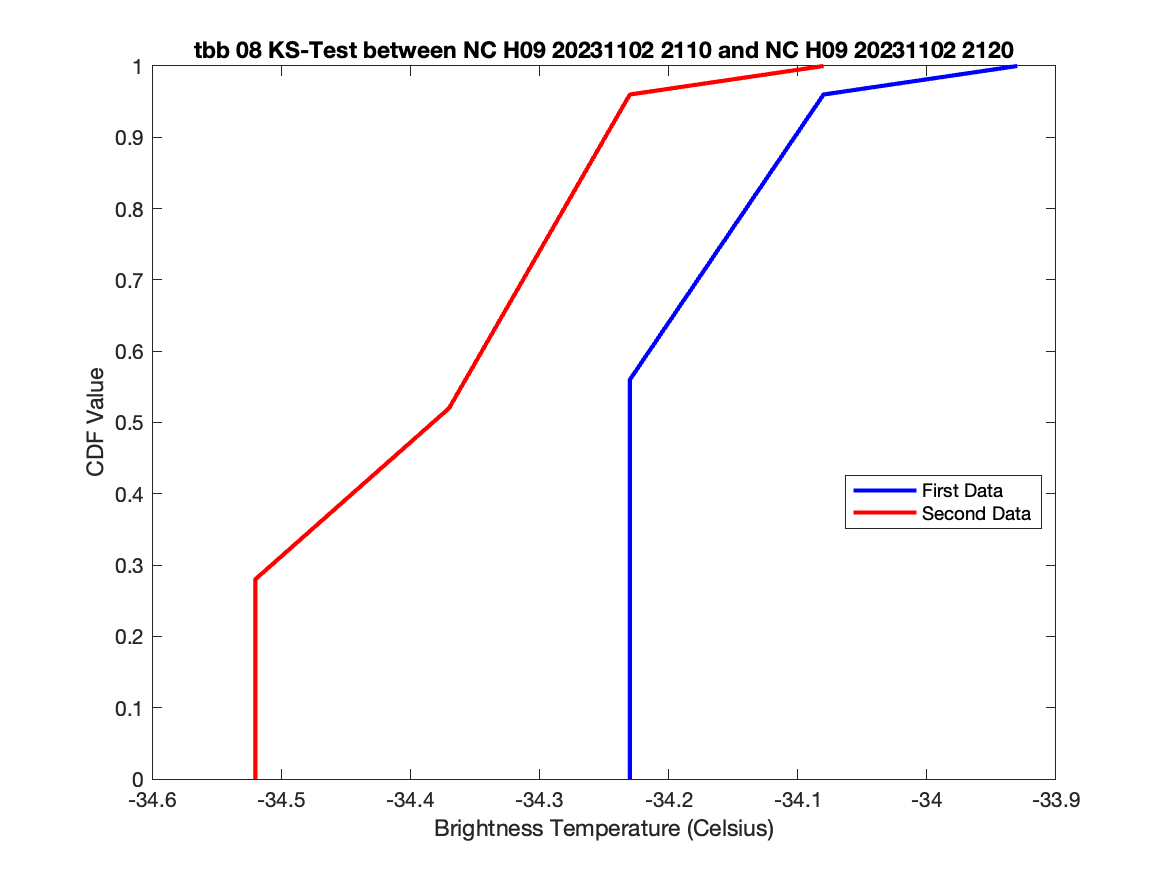 tbb 08 KS-Test between NC H09 20231102 2110 and NC H09 20231102 2120
1
0.9
0.8
0.7
0.6
0.5
0.4
0.3
0.2
0.1
0
CDF Value
First Data
Second Data
-34.6 -34.5 -34.4 -34.3 -34.2 -34.1 -34 -33.9
Brightness Temperature (Celsius)